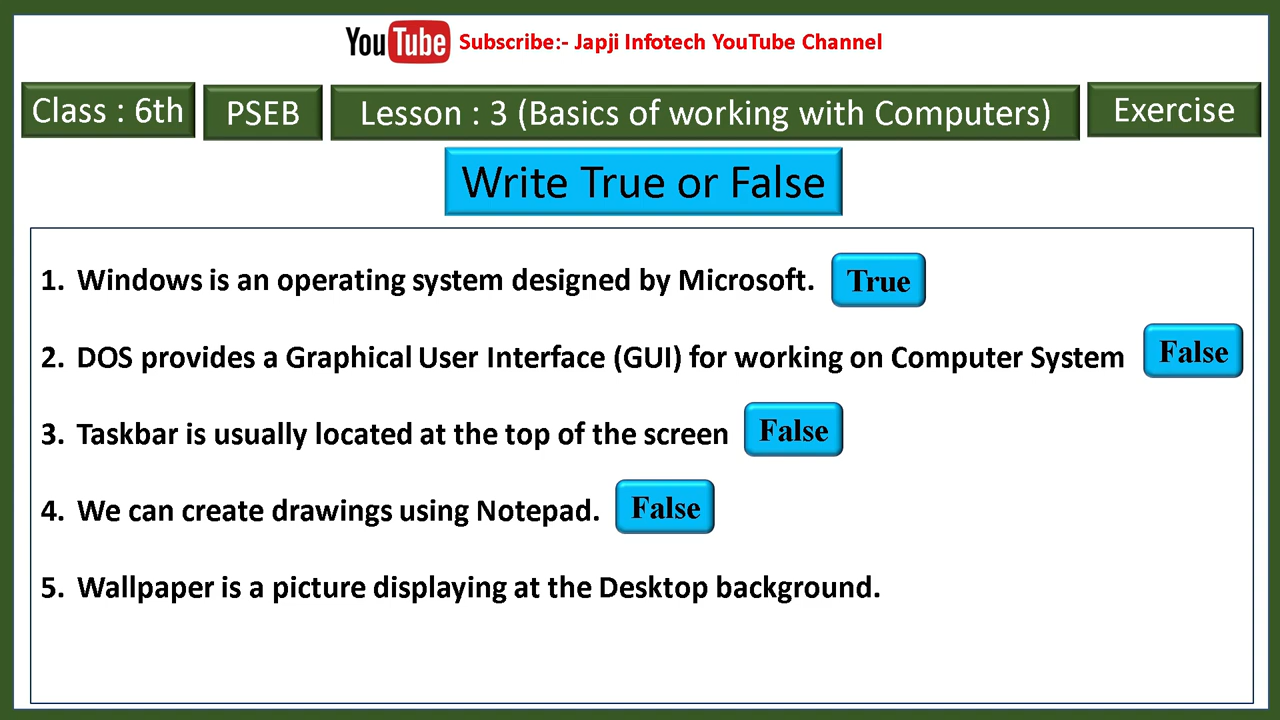 YouTube Subscribe:- Japji Infotech YouTube Channel
Class : 6th PSEB Lesson : 3 (Basics of working with Computers) Exercise
Write True or False
1. Windows is an operating system designed by Microsoft. True
2. DOS provides a Graphical User Interface (GUI) for working on Computer System False
3. Taskbar is usually located at the top of the screen False
4. We can create drawings using Notepad. False
5. Wallpaper is a picture displaying at the Desktop background.